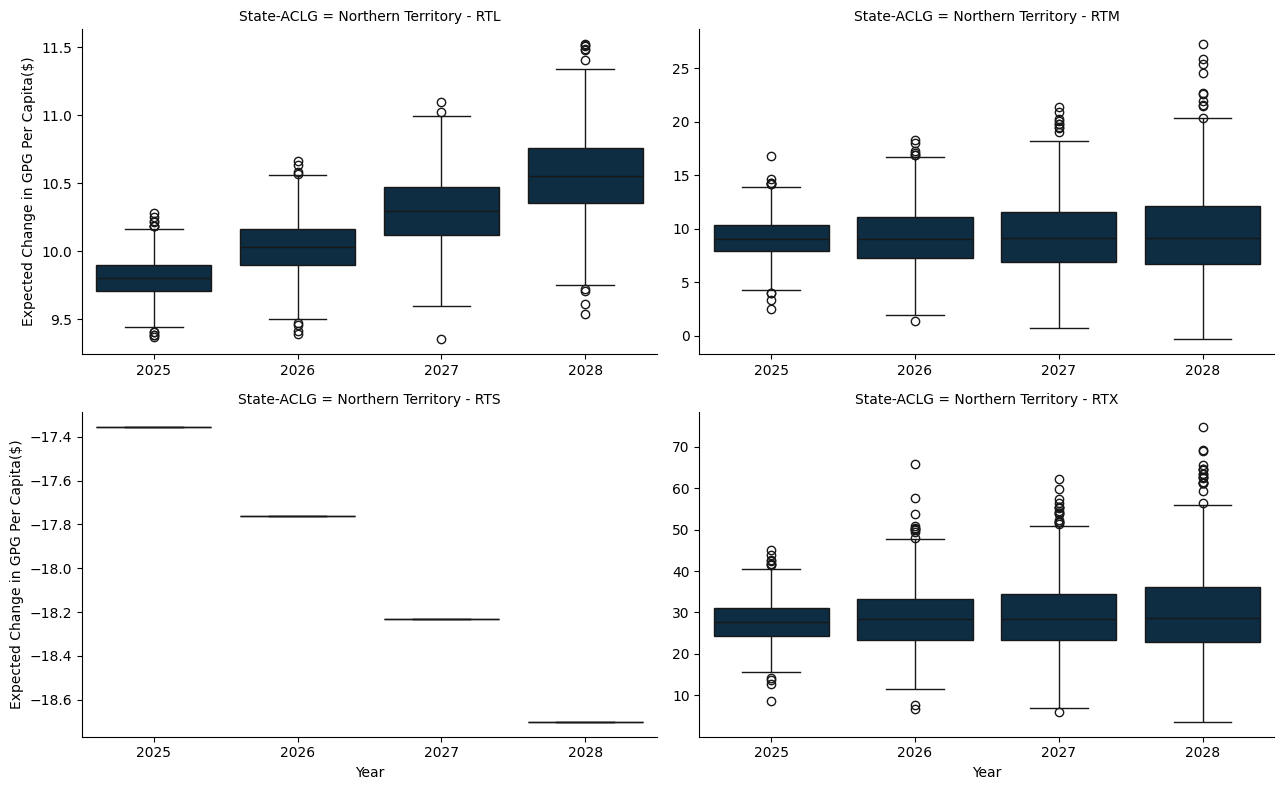 State-ACLG = Northern Territory - RTL
Expected Change in GPG Per Capita($)
11.5
11.0
10.5
10.0
9.5
2025 2026 2027 2028
State-ACLG = Northern Territory - RTM
25
20
15
10
5
0
2025 2026 2027 2028
State-ACLG = Northern Territory - RTS
Expected Change in GPG Per Capita($)
−17.4
−17.6
−17.8
−18.0
−18.2
−18.4
−18.6
2025 2026 2027 2028
Year
State-ACLG = Northern Territory - RTX
70
60
50
40
30
20
10
2025 2026 2027 2028
Year